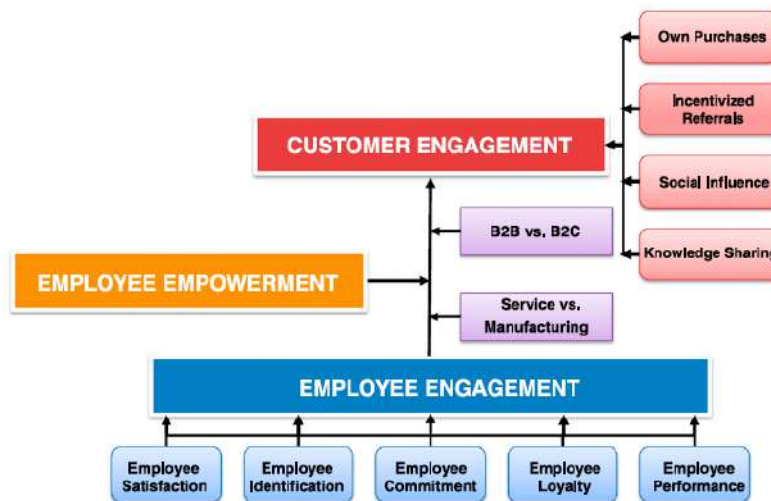 Own Purchases
Incentivized
Referrals
CUSTOMER ENGAGEMENT
Social Influence
B2B vs. B2C
Knowledge Sharing
EMPLOYEE EMPOWERMENT
Service vs.
Manufacturing
EMPLOYEE ENGAGEMENT
Employee
Satisfaction
Employee
Identification
Employee
Commitment
Employee
Loyalty
Employee
Performance